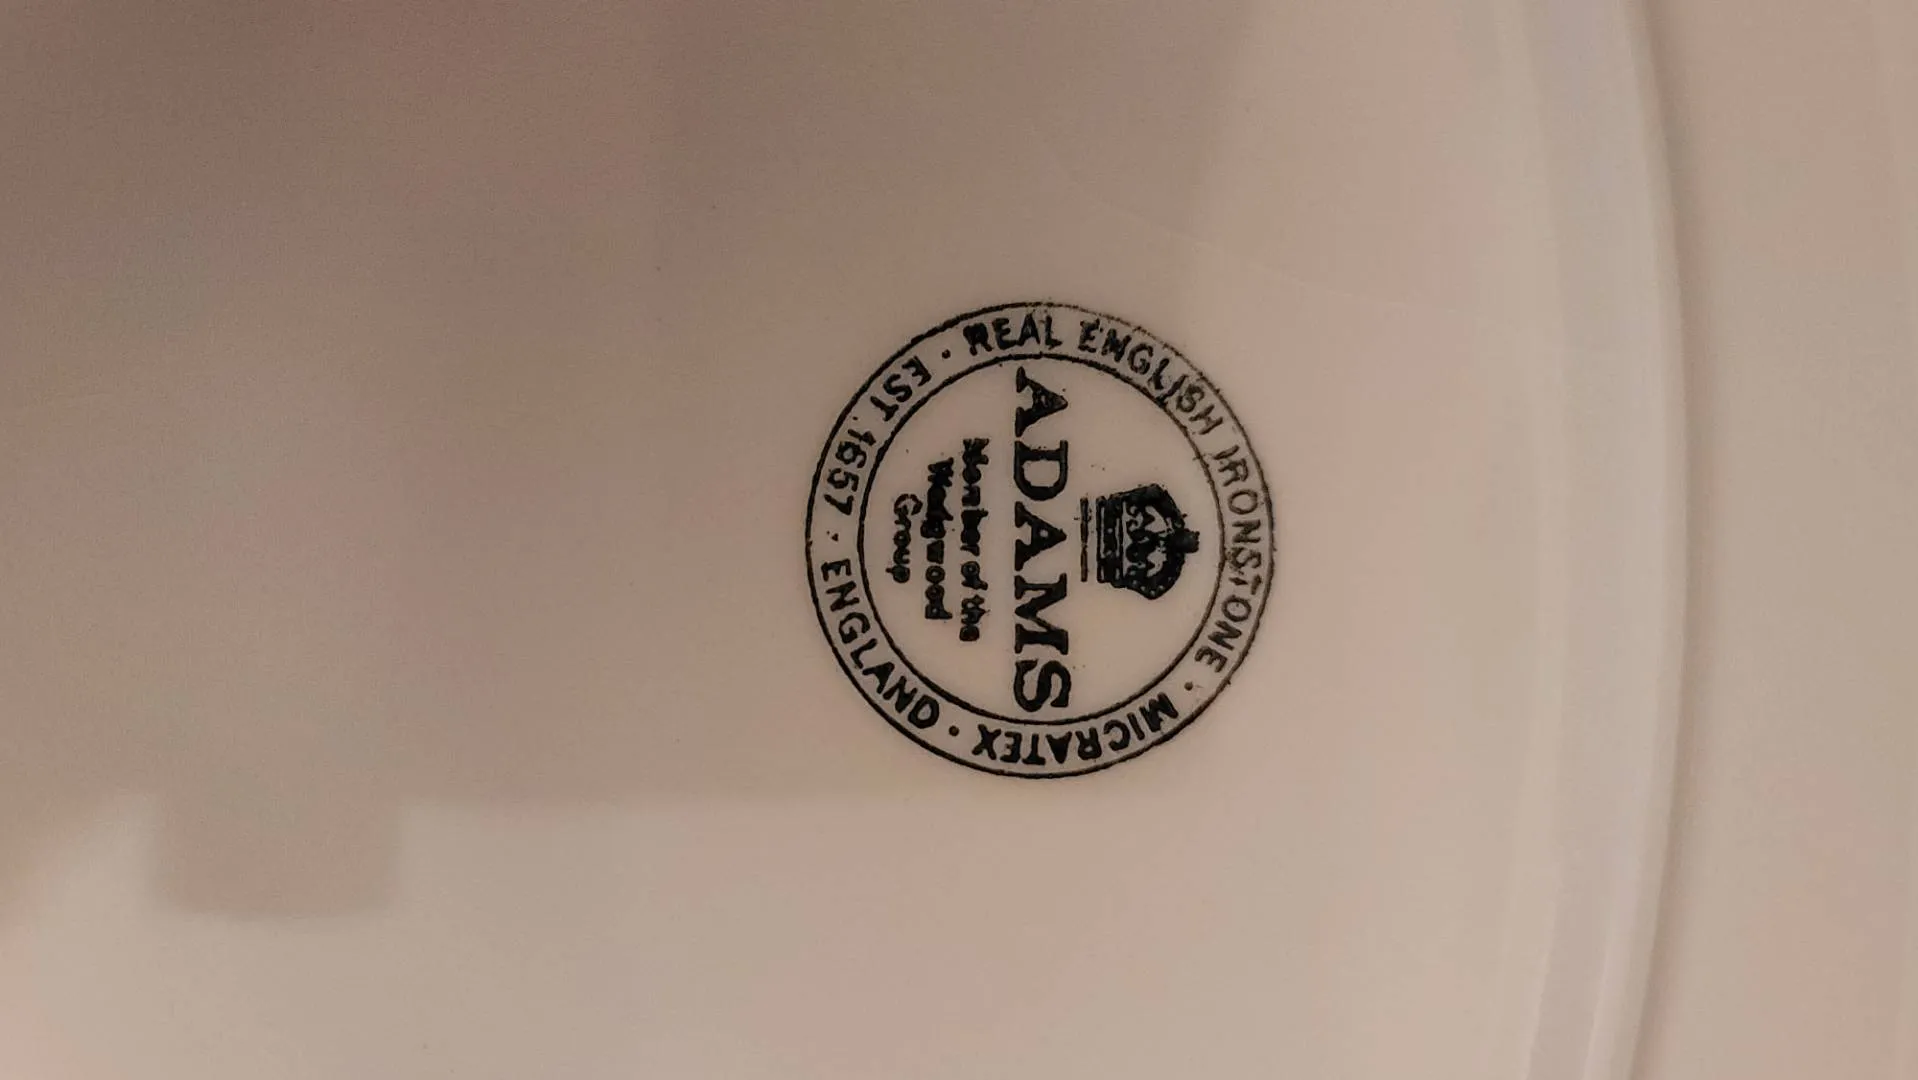 REAL ENGLISH IRONSTONE · MICRATEX · ENGLAND · EST. 1657 ·
ADAMS
Member of the
Wedgwood
Group